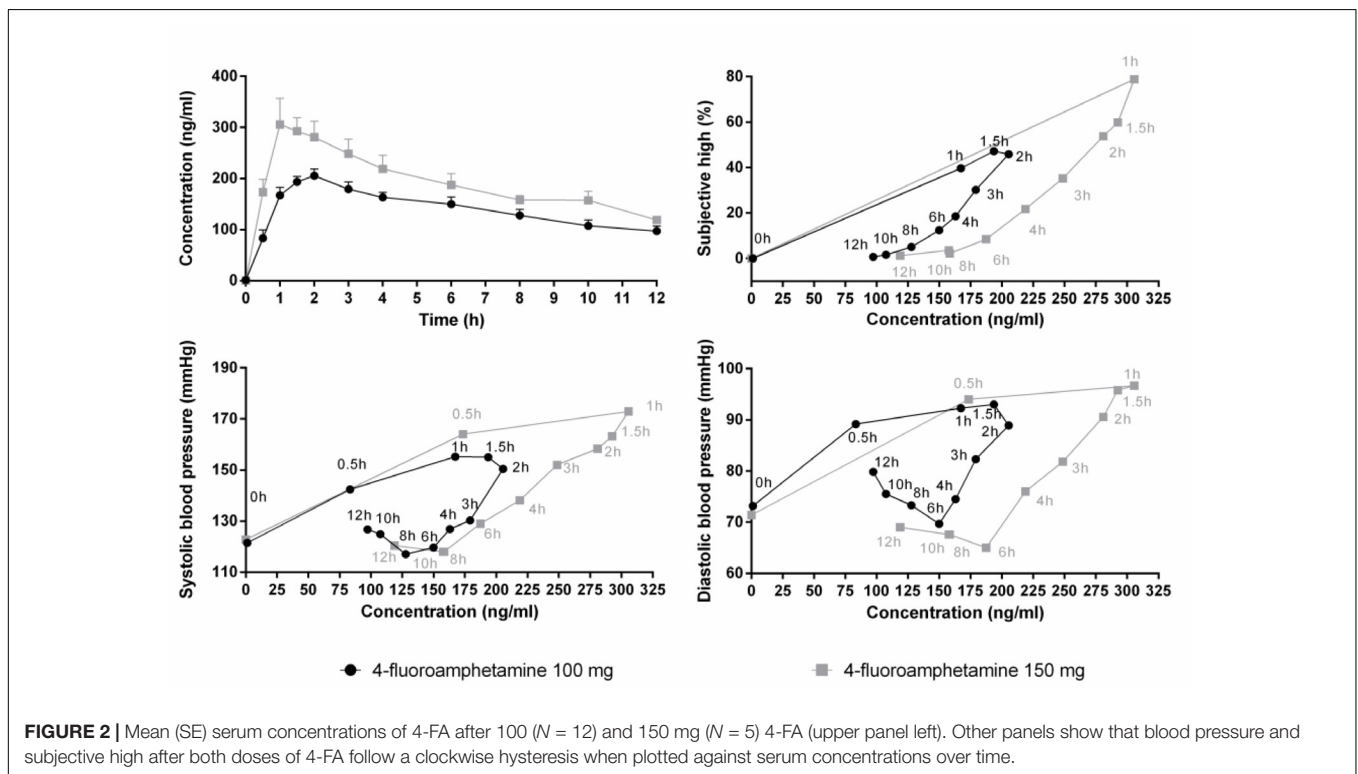 400
300
200
100
0
Concentration (ng/ml)
0 1 2 3 4 5 6 7 8 9 10 11 12
Time (h)
80
60
40
20
0
Subjective high (%)
1h
1.5h
2h
3h
4h
6h
8h
10h
12h
1h
1.5h
2h
3h
4h
6h
8h
10h
12h
0h
0 25 50 75 100 125 150 175 200 225 250 275 300 325
Concentration (ng/ml)
190
170
150
130
110
Systolic blood pressure (mmHg)
0h
0.5h
1h
1.5h
2h
3h
4h
6h
8h
10h
12h
0.5h
1h
1.5h
2h
3h
4h
6h
8h
10h
12h
0 25 50 75 100 125 150 175 200 225 250 275 300 325
Concentration (ng/ml)
100
90
80
70
60
Diastolic blood pressure (mmHg)
0h
0.5h
1h
1.5h
2h
3h
4h
6h
8h
10h
12h
0.5h
1h
1.5h
2h
3h
4h
6h
8h
10h
12h
0 25 50 75 100 125 150 175 200 225 250 275 300 325
Concentration (ng/ml)
4-fluoroamphetamine 100 mg
4-fluoroamphetamine 150 mg
FIGURE 2 | Mean (SE) serum concentrations of 4-FA after 100 (N = 12) and 150 mg (N = 5) 4-FA (upper panel left). Other panels show that blood pressure and
subjective high after both doses of 4-FA follow a clockwise hysteresis when plotted against serum concentrations over time.